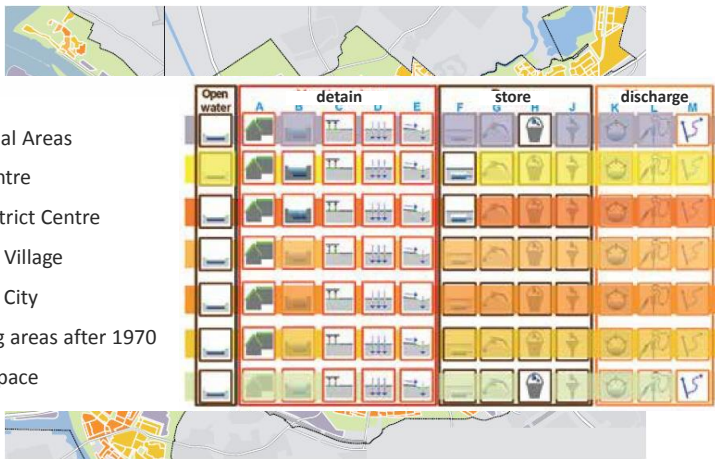 Open water
detain
store
discharge
A B C D E F G H J K L M
al Areas
ntre
trict Centre
Village
City
g areas after 1970
pace